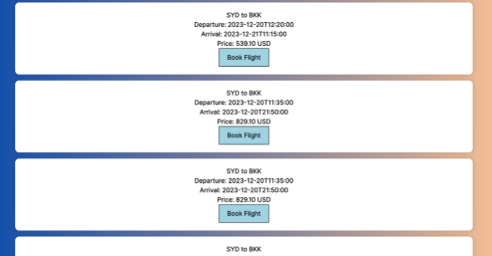 SYD to BKK
Departure: 2023-12-20T12:20:00
Arrival: 2023-12-21T11:15:00
Price: 539.10 USD
Book Flight
SYD to BKK
Departure: 2023-12-20T11:35:00
Arrival: 2023-12-20T21:50:00
Price: 829.10 USD
Book Flight
SYD to BKK
Departure: 2023-12-20T11:35:00
Arrival: 2023-12-20T21:50:00
Price: 829.10 USD
Book Flight
SYD to BKK